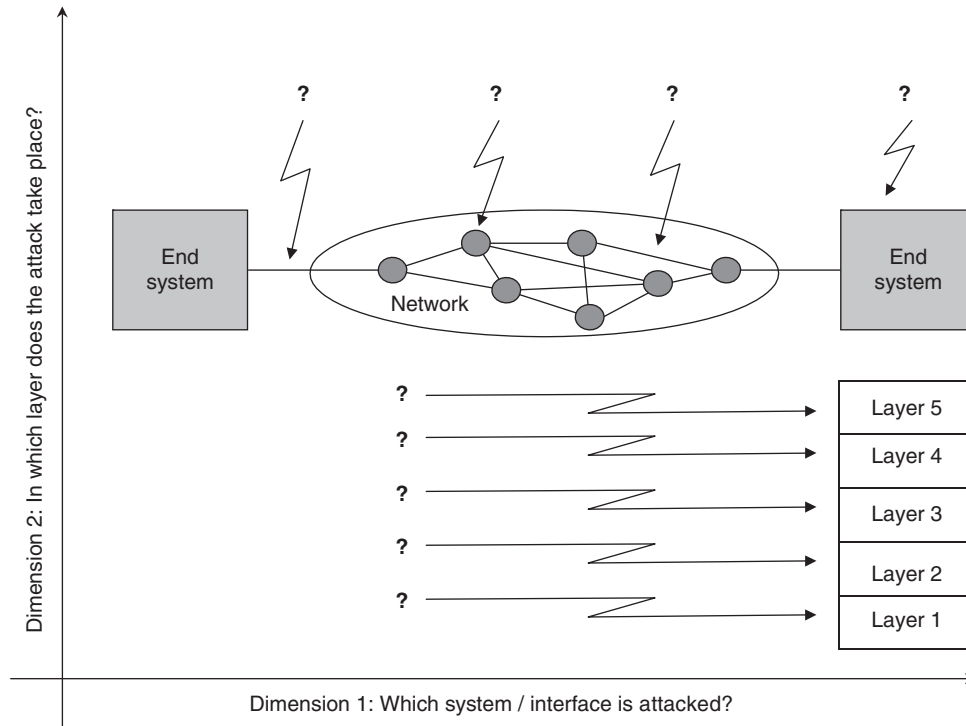 Dimension 2: In which layer does the attack take place?
? ? ? ?
End
system
Network
End
system
? Layer 5
? Layer 4
? Layer 3
? Layer 2
? Layer 1
Dimension 1: Which system / interface is attacked?